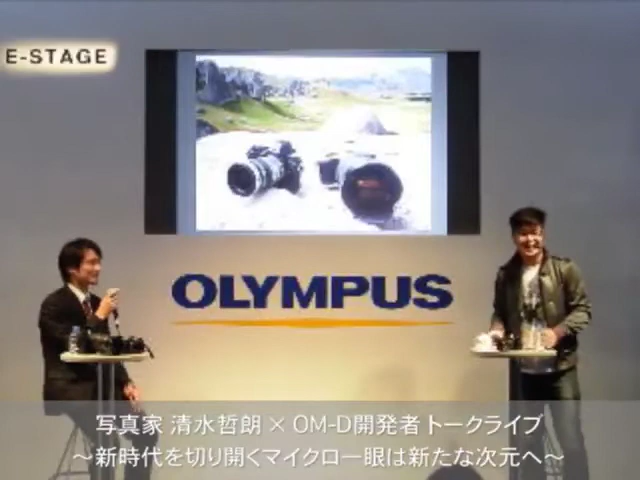 E-STAGE
OLYMPUS
写真家 清水哲朗 × OM-D開発者 トークライブ
～新時代を切り開くマイクロ一眼は新たな次元へ～